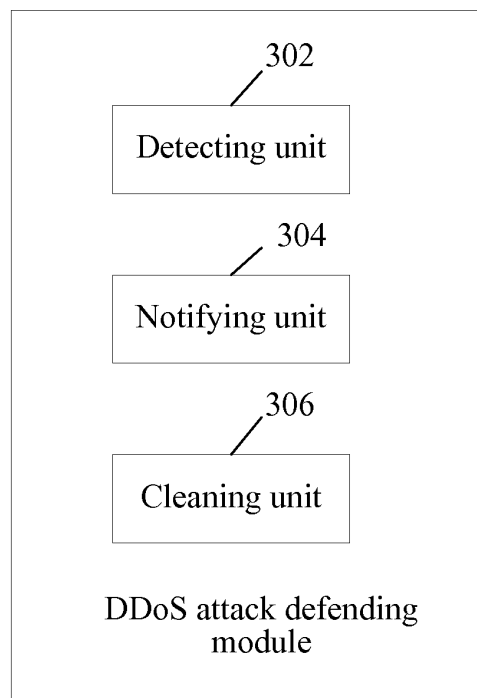 302
Detecting unit
304
Notifying unit
306
Cleaning unit
DDoS attack defending
module